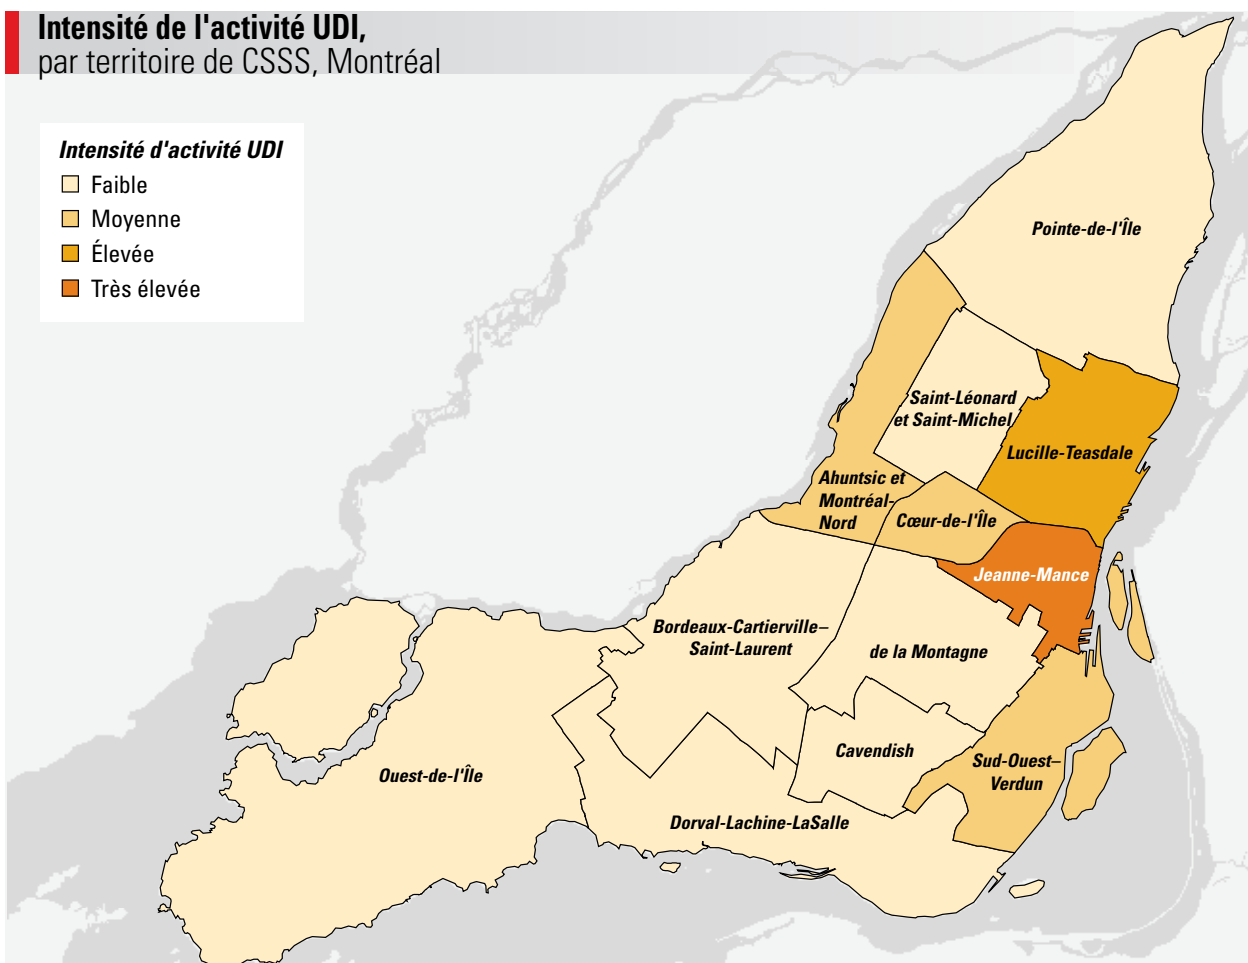 Intensité de l'activité UDI,
par territoire de CSSS, Montréal
Intensité d'activité UDI
Faible
Moyenne
Élevée
Très élevée
Pointe-de-l'Île
Saint-Léonard
et Saint-Michel
Lucille-Teasdale
Ahuntsic et
Montréal-
Nord
Cœur-de-l'Île
Jeanne-Mance
Bordeaux-Cartierville–
Saint-Laurent
de la Montagne
Cavendish
Sud-Ouest–
Verdun
Ouest-de-l'Île
Dorval-Lachine-LaSalle